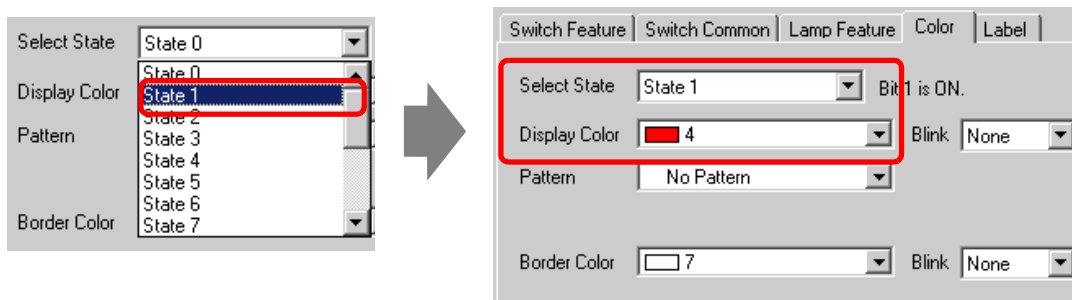 Select State State 0
State 0
Display Color State 1
State 2
Pattern State 3
State 4
State 5
State 6
Border Color State 7
Switch Feature Switch Common Lamp Feature Color Label
Select State State 1 Bit 1 is ON.
Display Color 4 Blink None
Pattern No Pattern
Border Color 7 Blink None